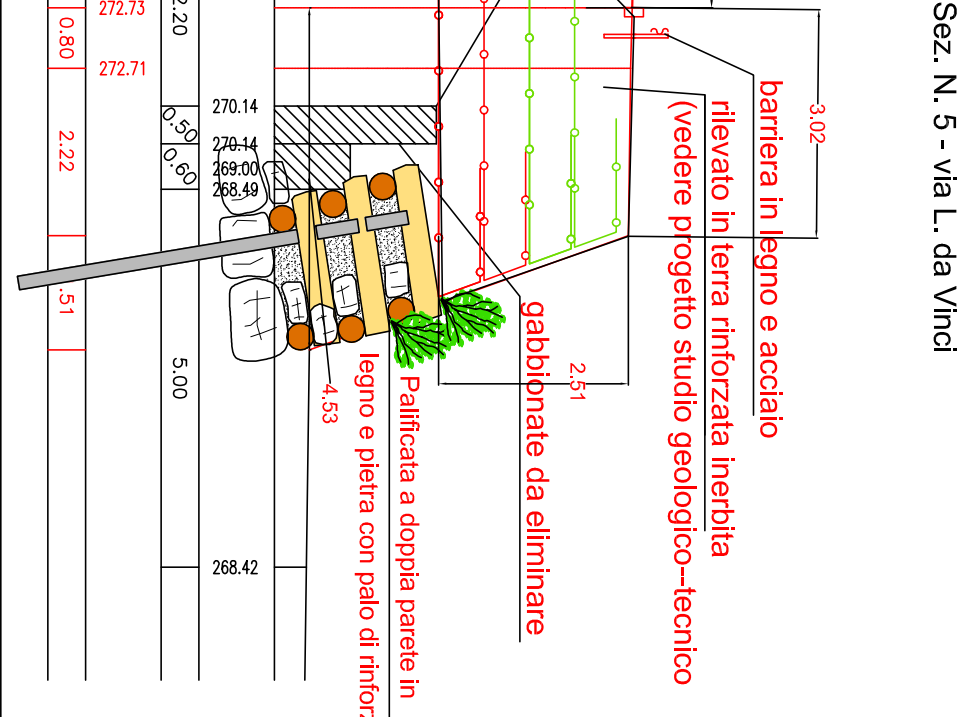 Sez. N. 5 - via L. da Vinci
3.02
barriera in legno e acciaio
rilevato in terra rinforzata inerbita
(vedere progetto studio geologico--tecnico
2.51
gabbionate da eliminare
Palificata a doppia parete in
legno e pietra con palo di rinforz
4.53
270.14
270.14
269.00
268.49
268.42
2.20
0.50
0.60
5.00
272.73
272.71
0.80
2.22
.51